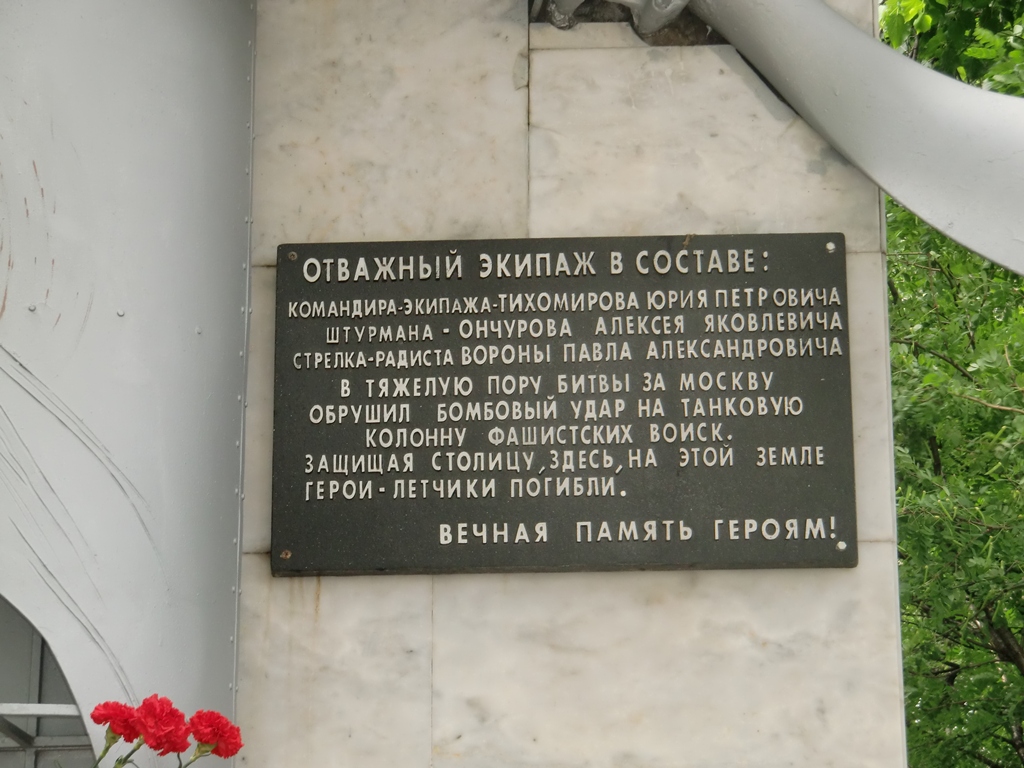 ОТВАЖНЫЙ ЭКИПАЖ В СОСТАВЕ:
КОМАНДИРА-ЭКИПАЖА-ТИХОМИРОВА ЮРИЯ ПЕТРОВИЧА
ШТУРМАНА - ОНЧУРОВА АЛЕКСЕЯ ЯКОВЛЕВИЧА
СТРЕЛКА-РАДИСТА ВОРОНЫ ПАВЛА АЛЕКСАНДРОВИЧА
В ТЯЖЕЛУЮ ПОРУ БИТВЫ ЗА МОСКВУ
ОБРУШИЛ БОМБОВЫЙ УДАР НА ТАНКОВУЮ
КОЛОННУ ФАШИСТСКИХ ВОИСК.
ЗАЩИЩАЯ СТОЛИЦУ, ЗДЕСЬ, НА ЭТОЙ ЗЕМЛЕ
ГЕРОИ - ЛЕТЧИКИ ПОГИБЛИ.
ВЕЧНАЯ ПАМЯТЬ ГЕРОЯМ!